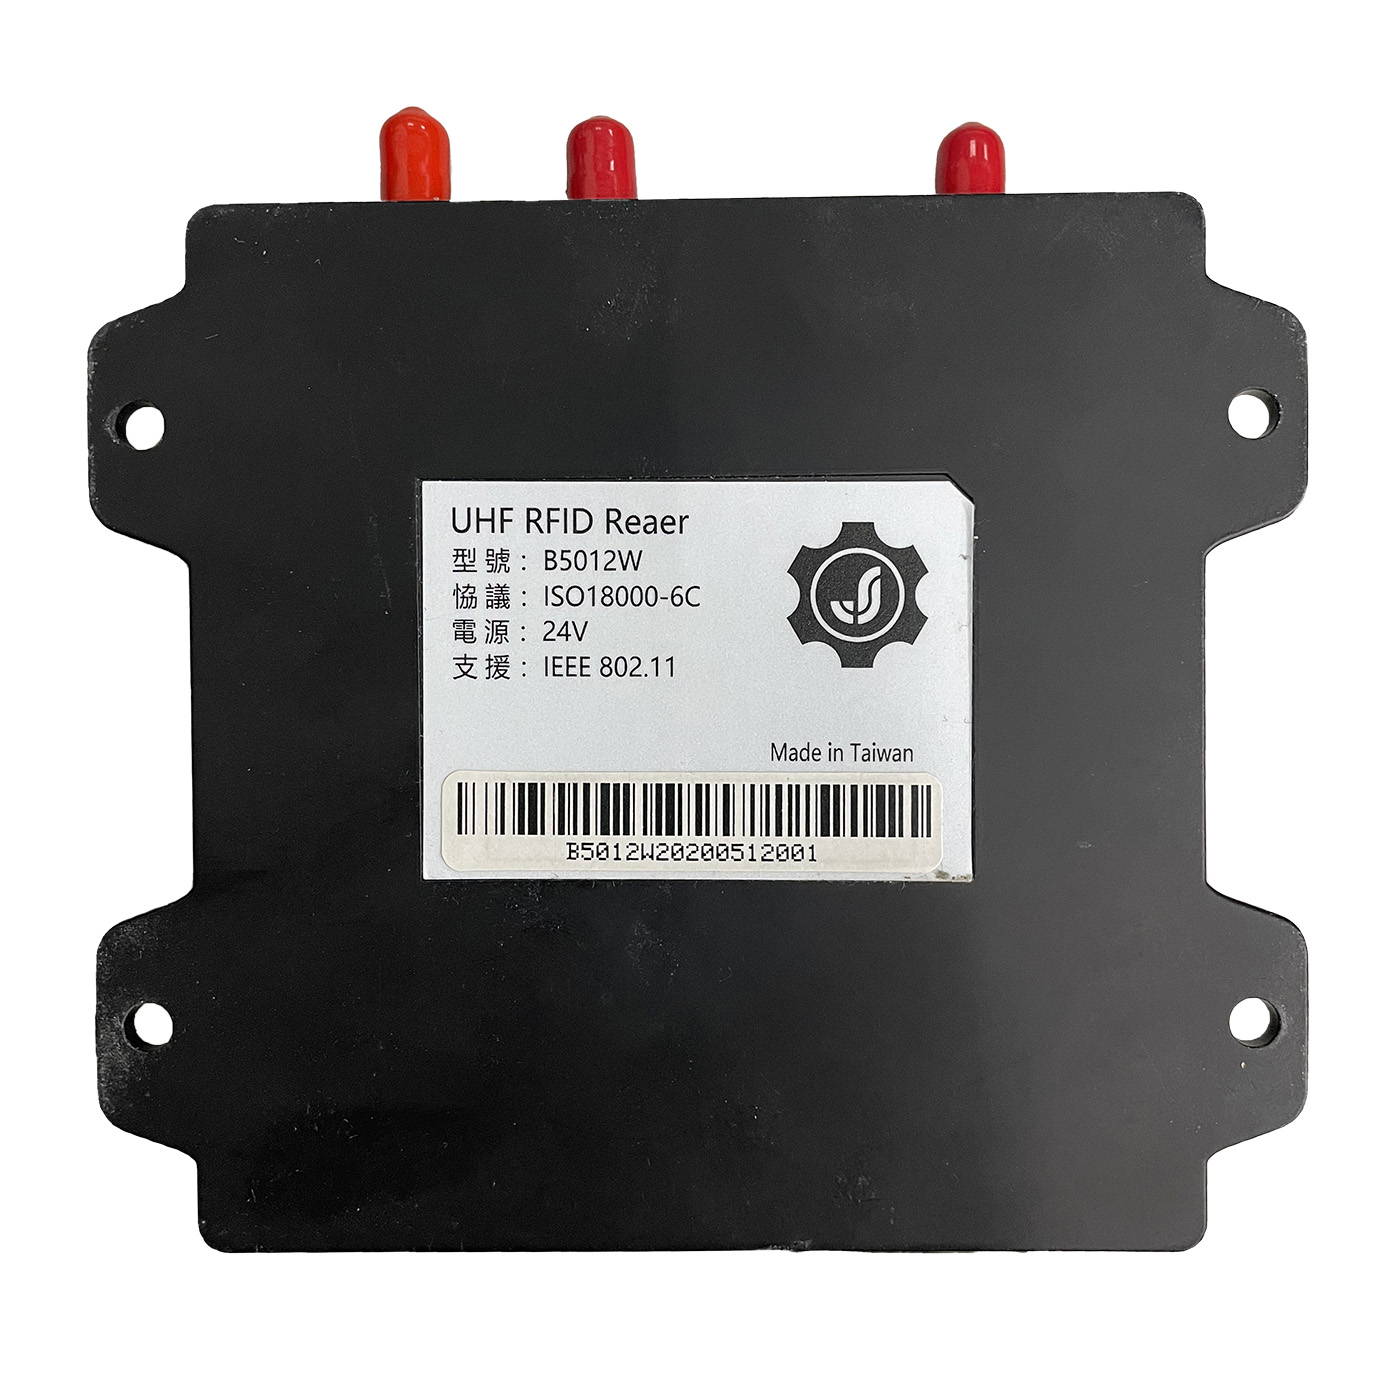 UHF RFID Reaer
型號：B5012W
恊議：ISO18000-6C
電源：24V
支援：IEEE 802.11
Made in Taiwan
B5012W20200512001